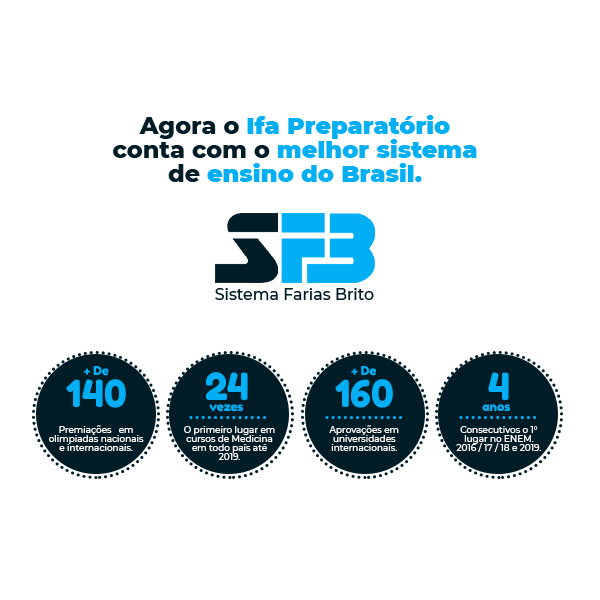 Agora o Ifa Preparatório
conta com o melhor sistema
de ensino do Brasil.
SFB
Sistema Farias Brito
+ De
140
Premiações em
olimpiadas nacionais
e internacionais.
24
vezes
O primeiro lugar em
cursos de Medicina
em todo país até
2019.
+ De
160
Aprovações em
universidades
internacionais.
4
anos
Consecutivos o 1°
lugar no ENEM.
2016 / 17 / 18 e 2019.